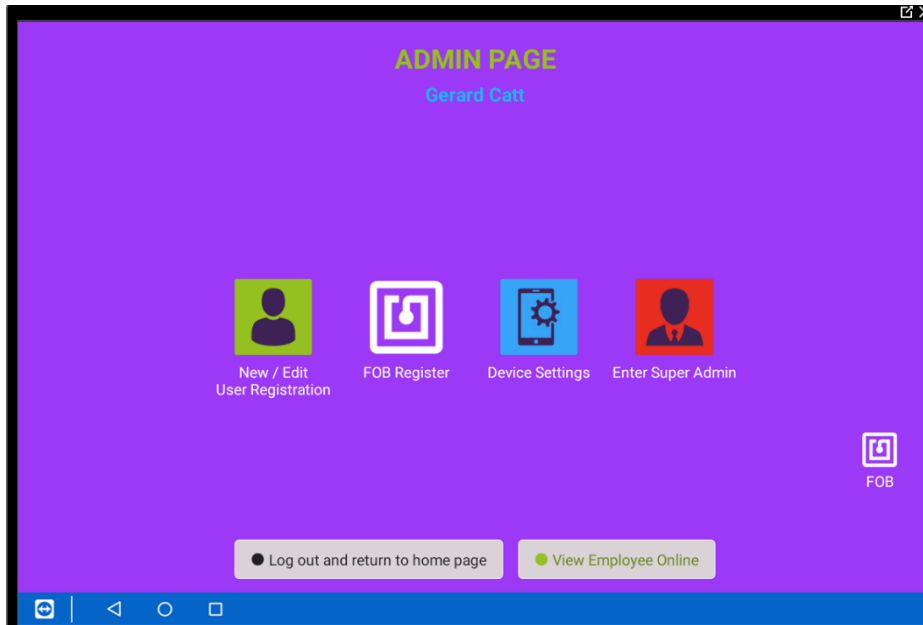 ADMIN PAGE
Gerard Catt
New / Edit
User Registration
FOB Register
Device Settings
Enter Super Admin
FOB
Log out and return to home page
View Employee Online